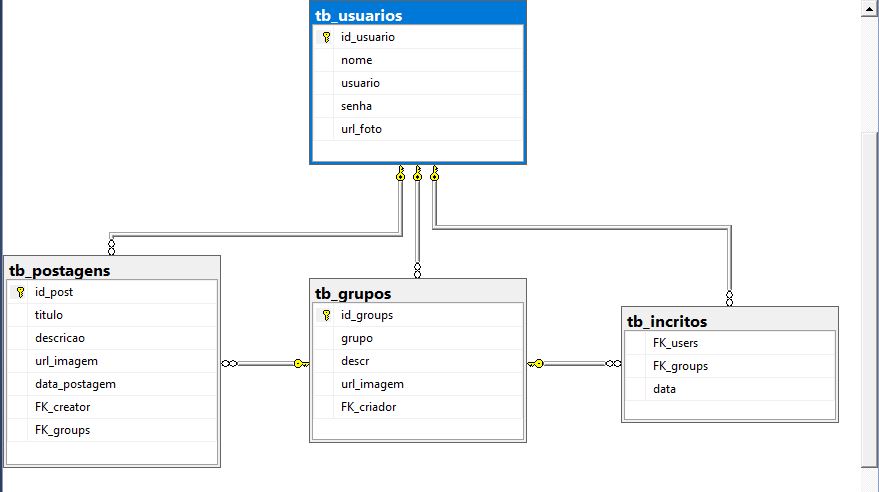 tb_usuarios
id_usuario
nome
usuario
senha
url_foto
tb_postagens
id_post
titulo
descricao
url_imagem
data_postagem
FK_creator
FK_groups
tb_grupos
id_groups
grupo
descr
url_imagem
FK_criador
tb_incritos
FK_users
FK_groups
data